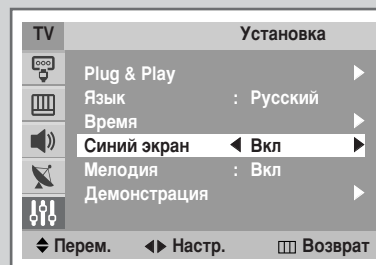 TV Установка
Plug & Play
Язык : Русский
Время
Синий экран Вкл
Мелодия : Вкл
Демонстрация
Перем. Настр. Возврат